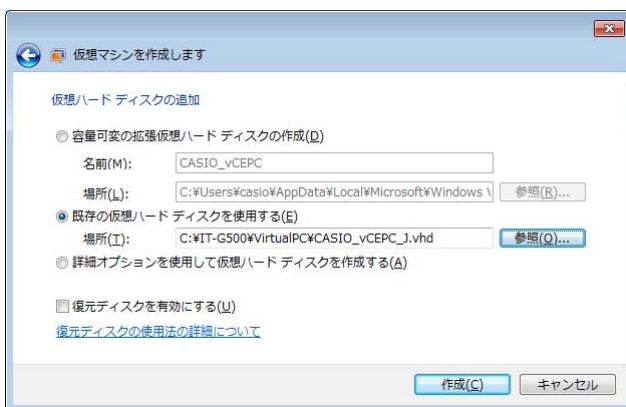 仮想マシンを作成します
仮想ハード ディスクの追加
容量可変の拡張仮想ハード ディスクの作成(D)
名前(M): CASIO_vCEPC
場所(L): C:¥Users¥casio¥AppData¥Local¥Microsoft¥Windows \ 参照(R)...
既存の仮想ハード ディスクを使用する(E)
場所(T): C:¥IT-G500¥VirtualPC¥CASIO_vCEPC_J.vhd 参照(O)...
詳細オプションを使用して仮想ハード ディスクを作成する(A)
復元ディスクを有効にする(U)
復元ディスクの使用法の詳細について
作成(C) キャンセル